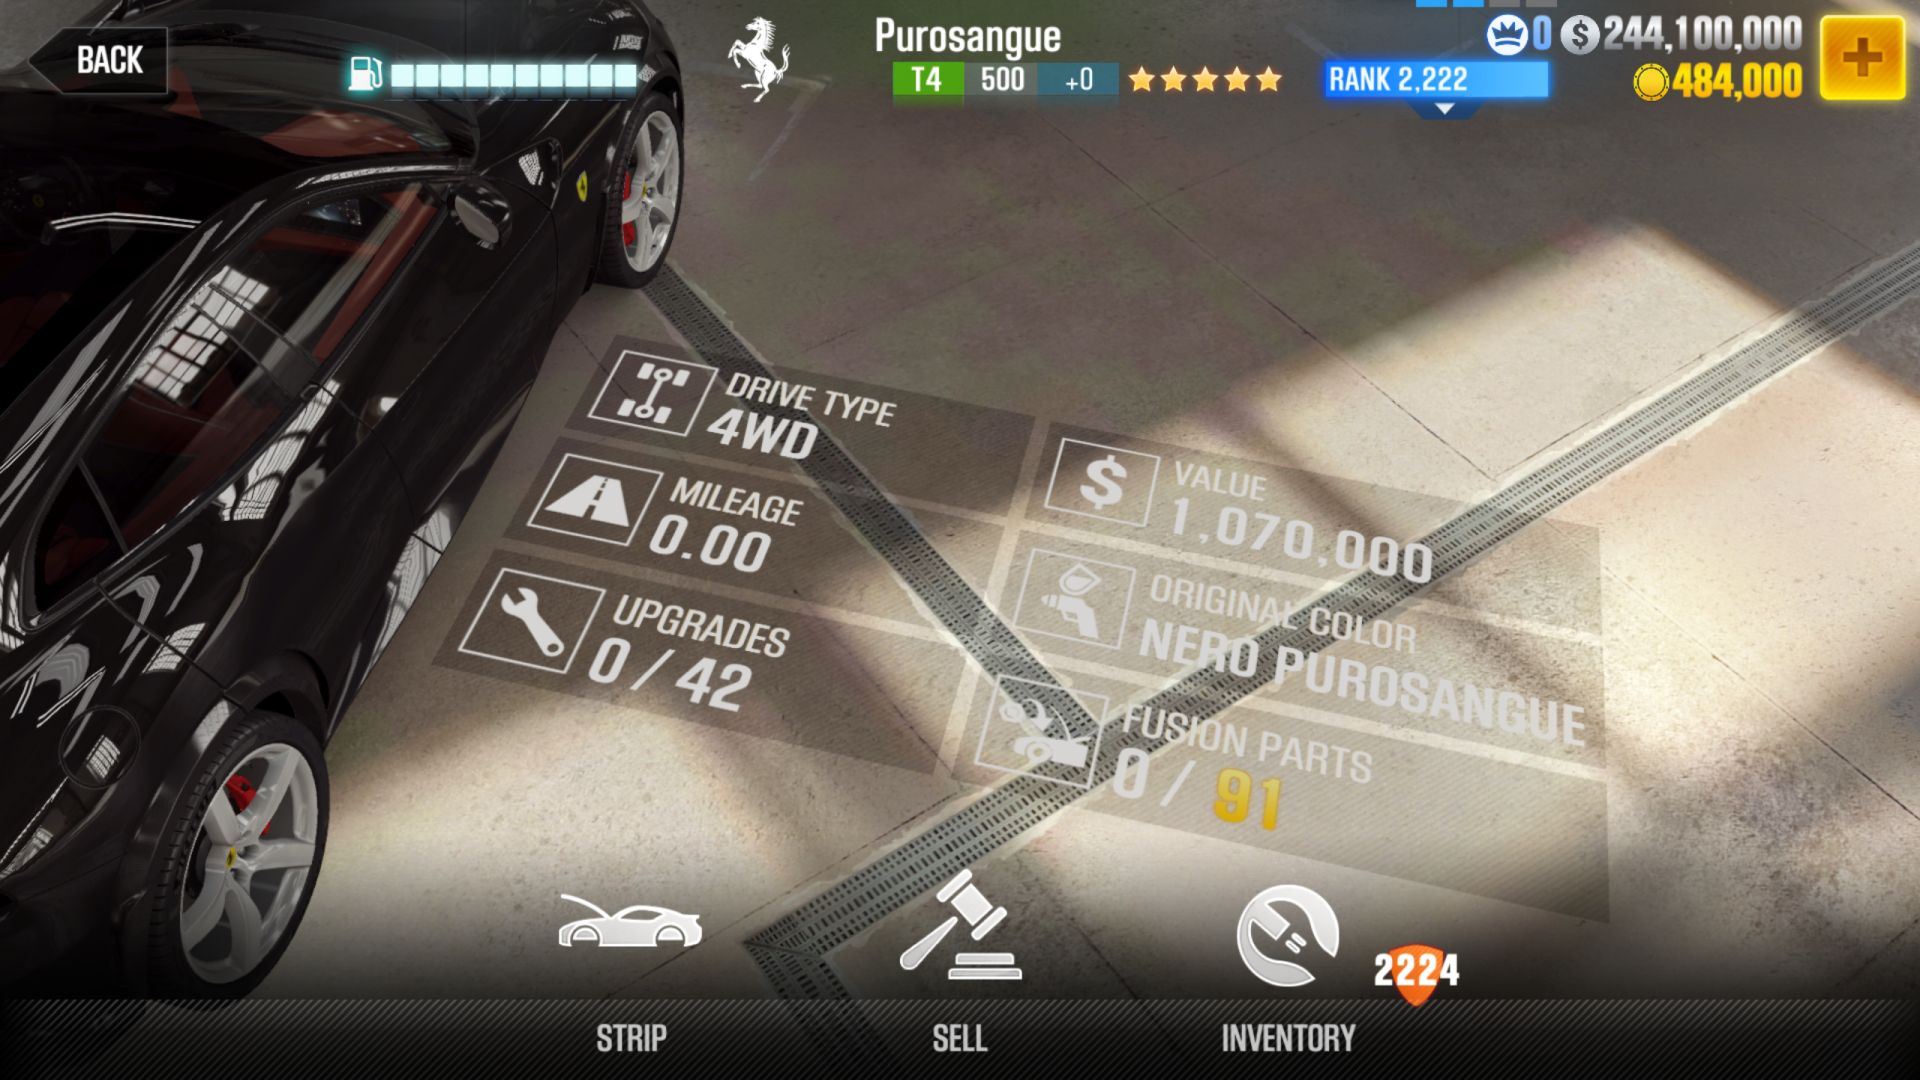 BACK
Purosangue
T4 500 +0
RANK 2,222
0
244,100,000
484,000
DRIVE TYPE
4WD
MILEAGE
0.00
UPGRADES
0/42
VALUE
1,070,000
ORIGINAL COLOR
NERO PUROSANGUE
FUSION PARTS
0 / 91
2224
STRIP
SELL
INVENTORY